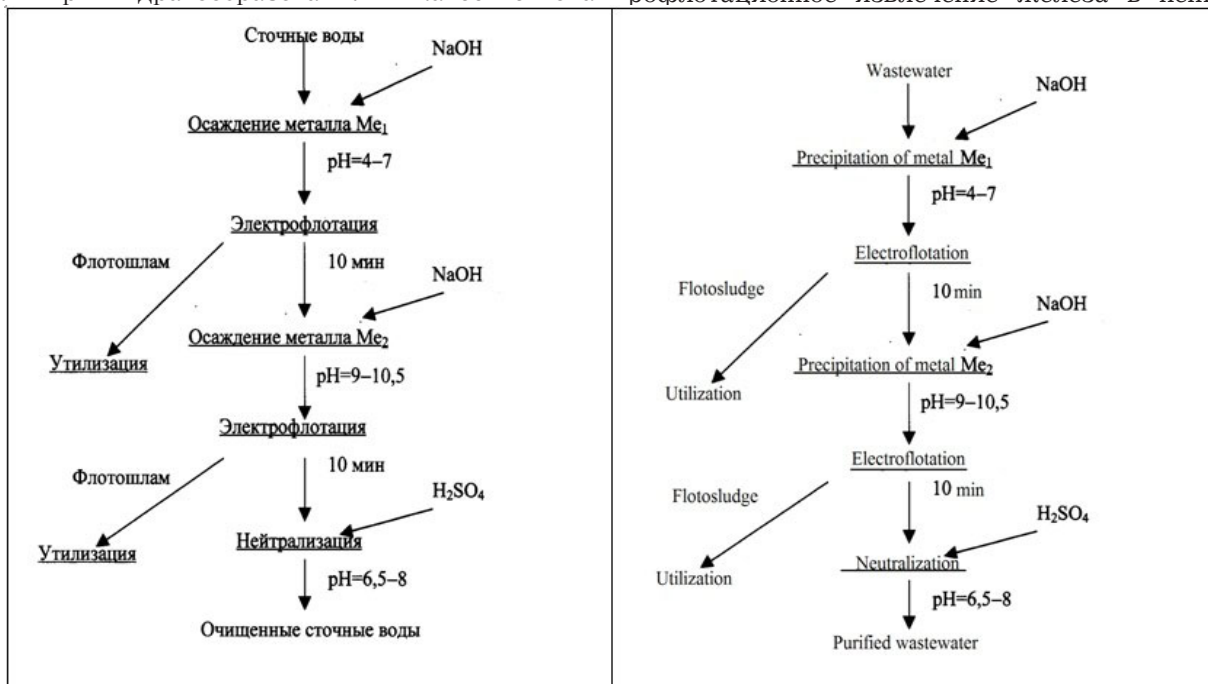 рофлотационное извлечение железа в
Сточные воды
NaOH
Осаждение металла Me₁
pH=4–7
Электрофлотация
Флотошлам
10 мин
NaOH
Осаждение металла Me₂
Утилизация
pH=9–10,5
Электрофлотация
Флотошлам
10 мин
H₂SO₄
Утилизация
Нейтрализация
pH=6,5–8
Очищенные сточные воды
Wastewater
NaOH
Precipitation of metal Me₁
pH=4–7
Electroflotation
Flotosludge
10 min
NaOH
Precipitation of metal Me₂
Utilization
pH=9–10,5
Electroflotation
Flotosludge
10 min
H₂SO₄
Neutralization
Utilization
pH=6,5–8
Purified wastewater